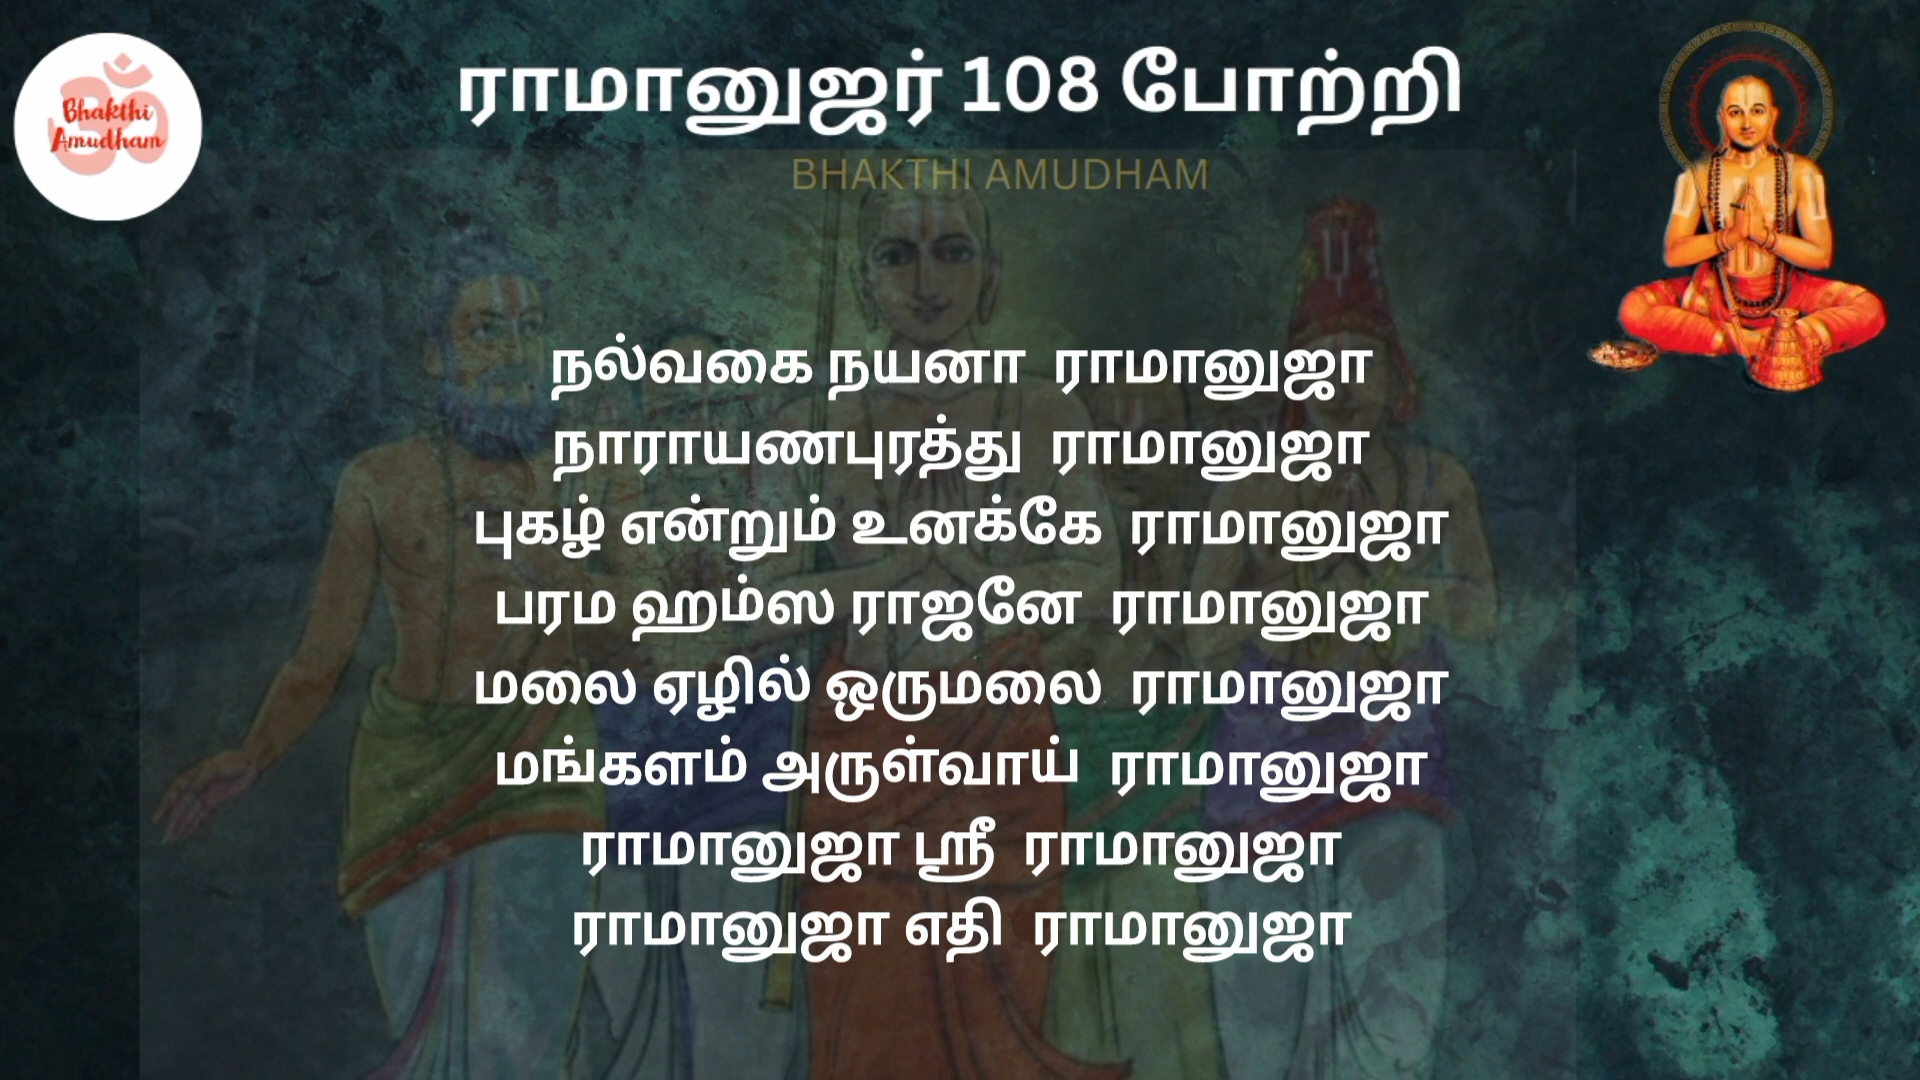 Bhakthi
Amudham
ராமானுஜர் 108 போற்றி
BHAKTHI AMUDHAM
நல்வகை நயனா ராமானுஜா
நாராயணபுரத்து ராமானுஜா
புகழ் என்றும் உனக்கே ராமானுஜா
பரம ஹம்ஸ ராஜனே ராமானுஜா
மலை ஏழில் ஒருமலை ராமானுஜா
மங்களம் அருள்வாய் ராமானுஜா
ராமானுஜா ஸ்ரீ ராமானுஜா
ராமானுஜா எதி ராமானுஜா